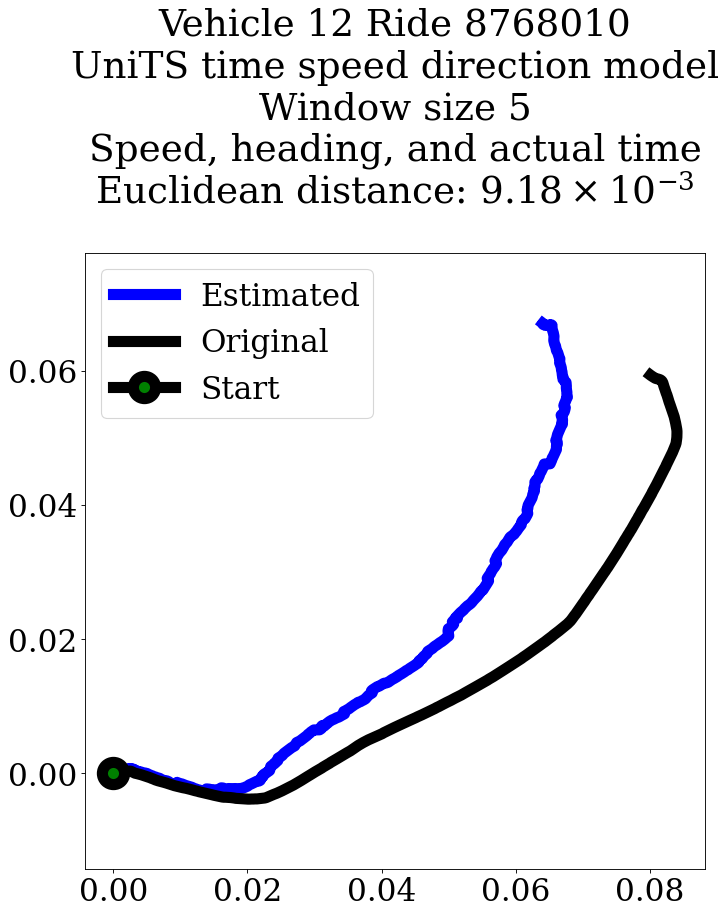 Vehicle 12 Ride 8768010
UniTS time speed direction model
Window size 5
Speed, heading, and actual time
Euclidean distance: 9.18 × 10⁻³
Estimated
Original
Start
0.06
0.04
0.02
0.00
0.00 0.02 0.04 0.06 0.08